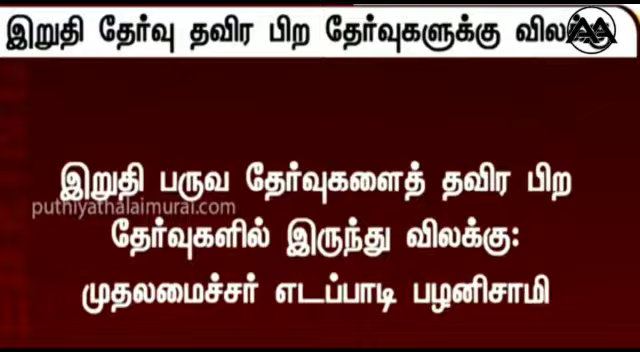 இறுதி தேர்வு தவிர பிற தேர்வுகளுக்கு
இறுதி பருவ தேர்வுகளைத் தவிர பிற
puthiyathalaimurai.com
தேர்வுகளில் இருந்து விலக்கு:
முதலமைச்சர் எடப்பாடி பழனிசாமி